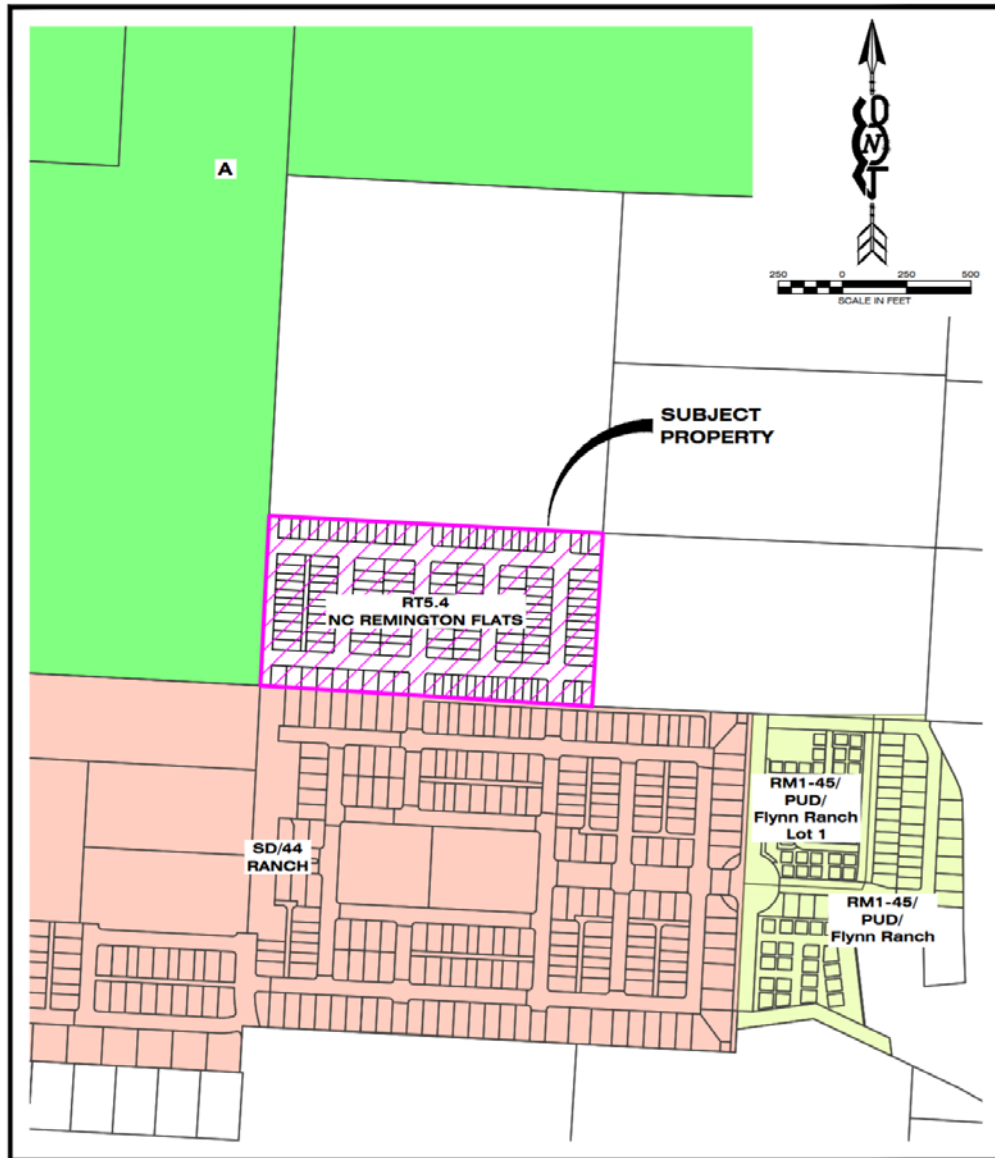 A
D
N
J
250 0 250 500
SCALE IN FEET
SUBJECT
PROPERTY
RT5.4
NC REMINGTON FLATS
SD/44
RANCH
RM1-45/
PUD/
Flynn Ranch
Lot 1
RM1-45/
PUD/
Flynn Ranch